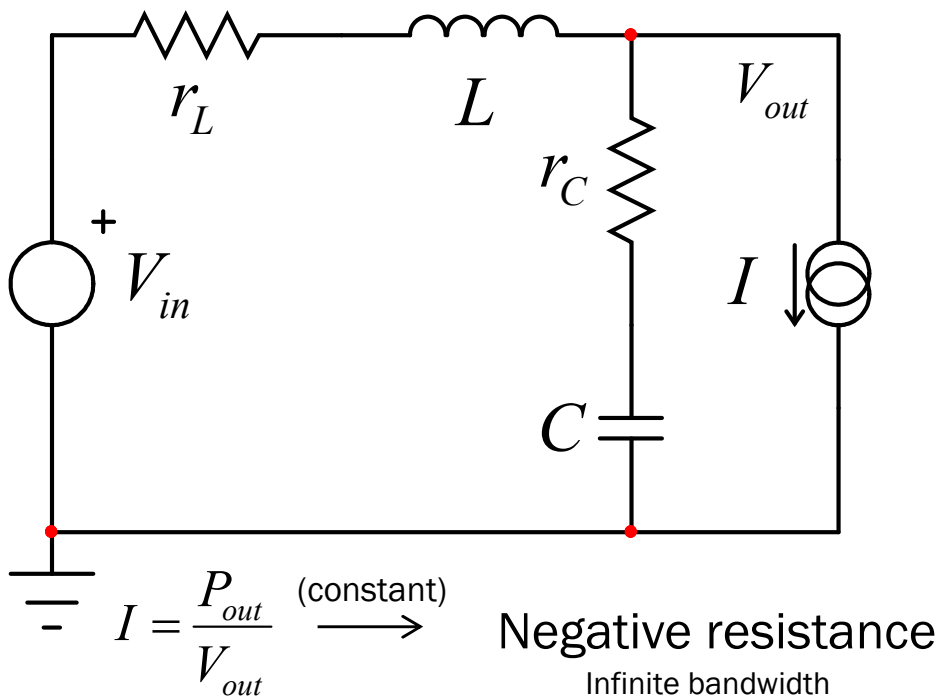 r_L
L
V_out
r_C
+
V_in
I
C
I = P_out / V_out
(constant)
Negative resistance
Infinite bandwidth